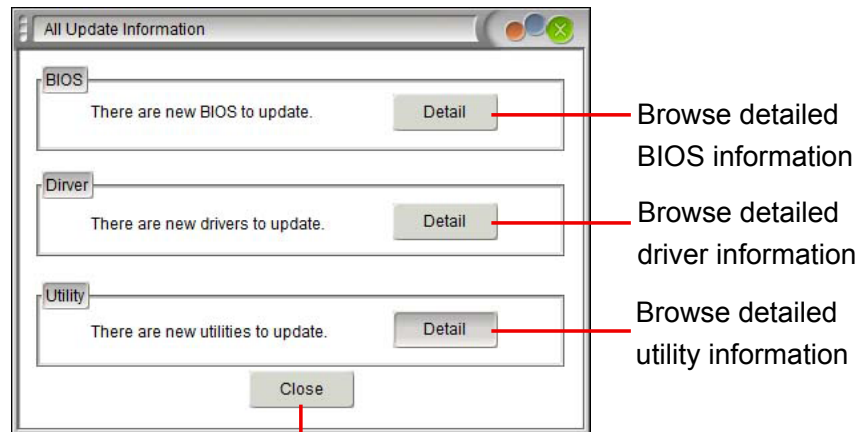 All Update Information
BIOS
There are new BIOS to update.
Detail
Browse detailed
BIOS information
Dirver
There are new drivers to update.
Detail
Browse detailed
driver information
Utility
There are new utilities to update.
Detail
Browse detailed
utility information
Close